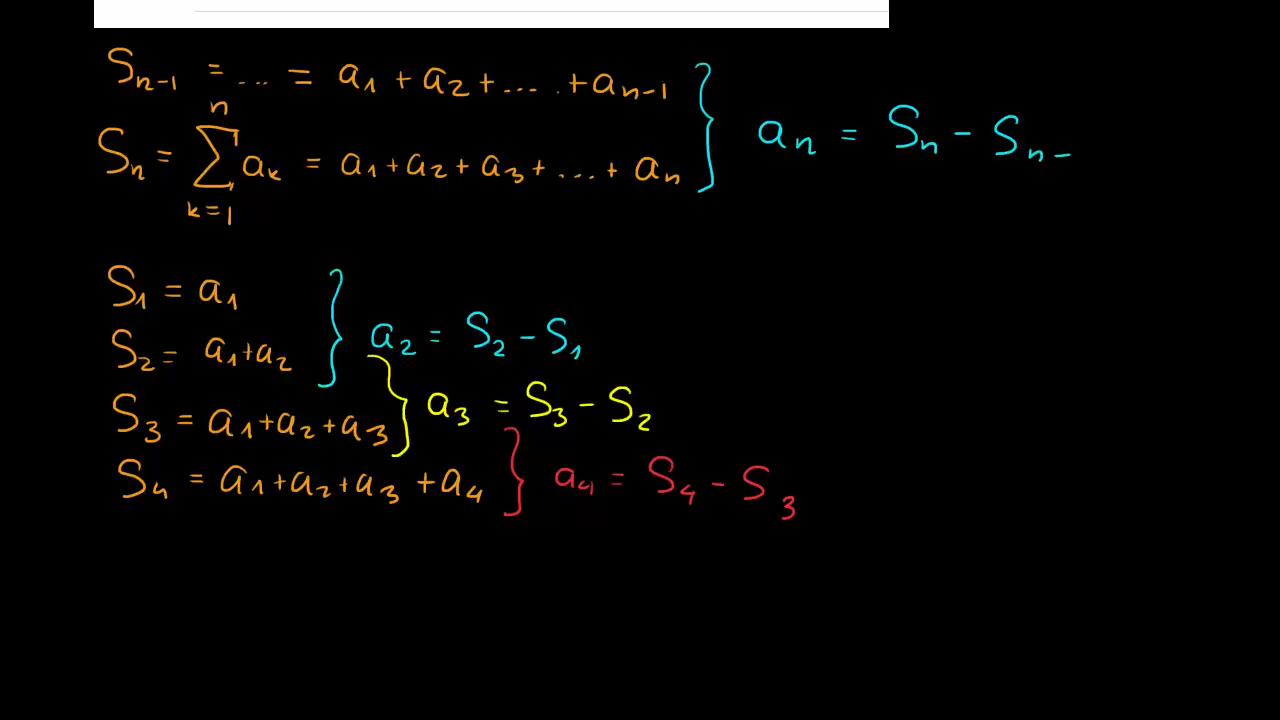 S_{n-1} = ... = a_1 + a_2 + .... . + a_{n-1}
S_n = \sum_{k=1}^{n} a_k = a_1 + a_2 + a_3 + ... + a_n } a_n = S_n - S_{n-
S_1 = a_1
S_2 = a_1 + a_2 } a_2 = S_2 - S_1
S_3 = a_1 + a_2 + a_3 } a_3 = S_3 - S_2
S_4 = a_1 + a_2 + a_3 + a_4 } a_4 = S_4 - S_3